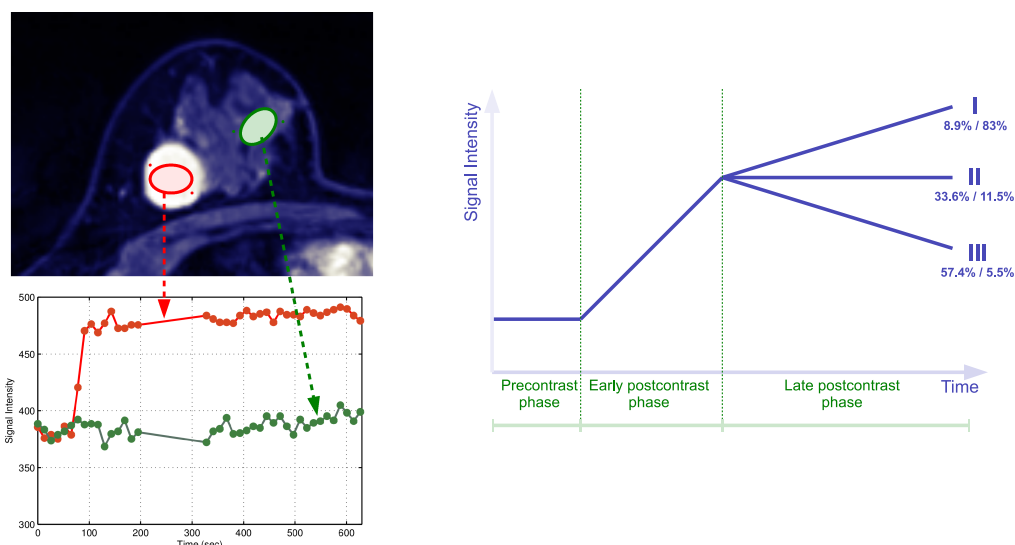 500
450
400
350
300
Signal Intensity
0
100
200
300
400
500
600
Time (sec)
Signal Intensity
I
8.9% / 83%
II
33.6% / 11.5%
III
57.4% / 5.5%
Precontrast
phase
Early postcontrast
phase
Late postcontrast
phase
Time